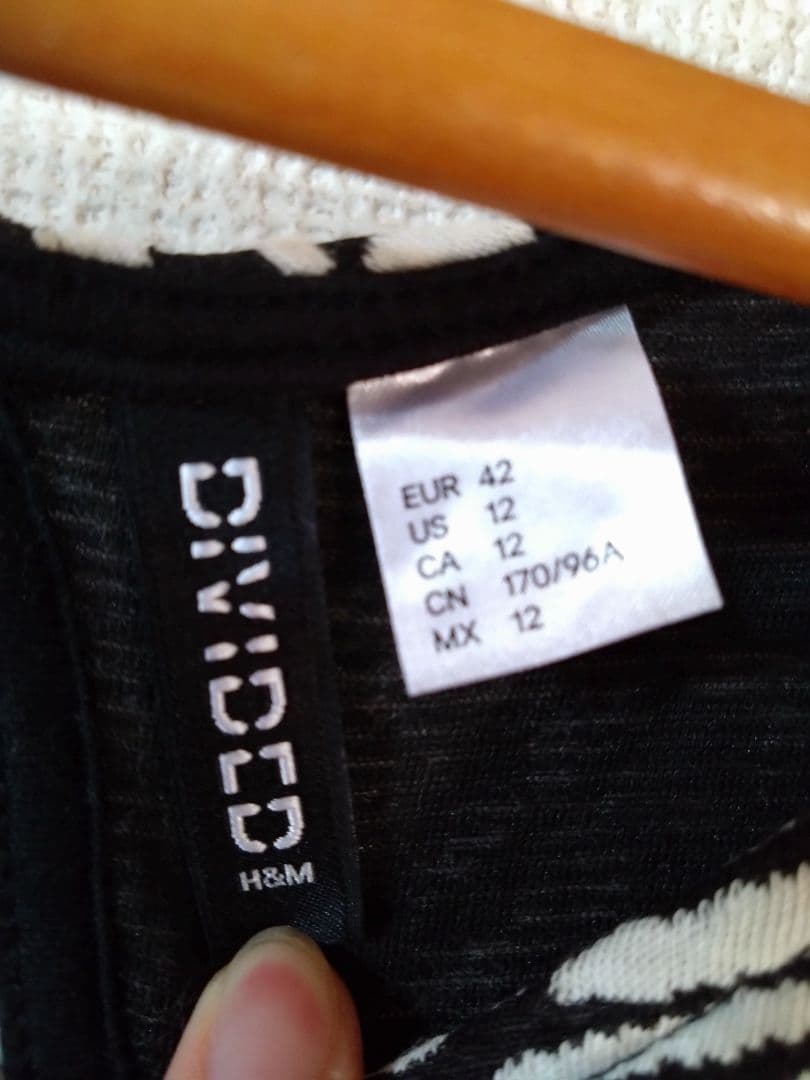 DIVIDED
H&M
EUR 42
US 12
CA 12
CN 170/96A
MX 12